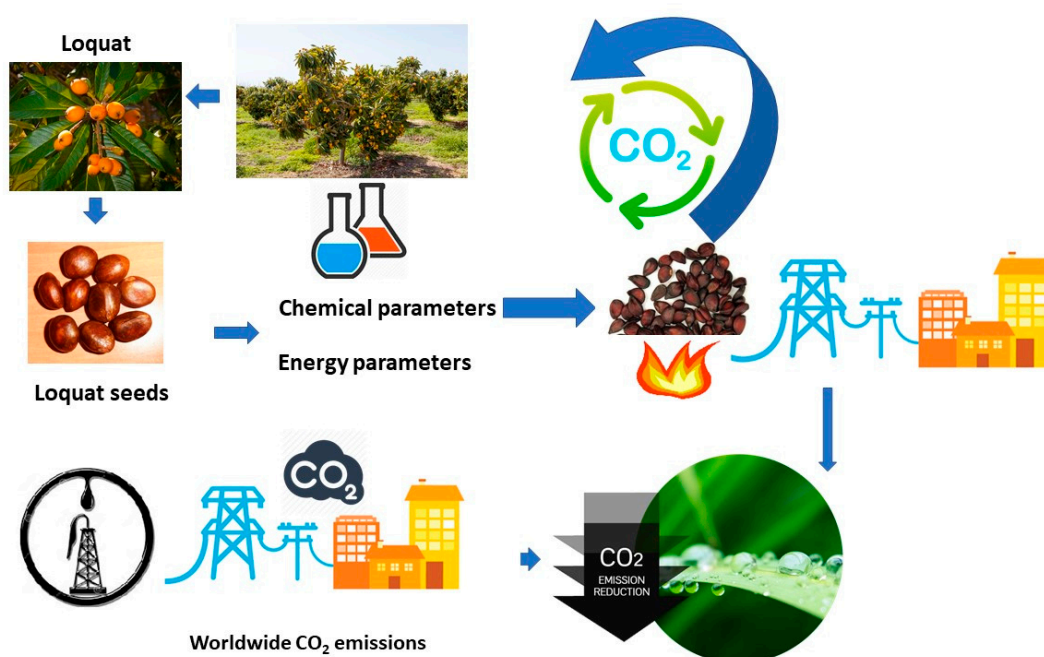 Loquat
CO₂
Chemical parameters
Energy parameters
Loquat seeds
CO₂
CO₂
EMISSION
REDUCTION
Worldwide CO₂ emissions